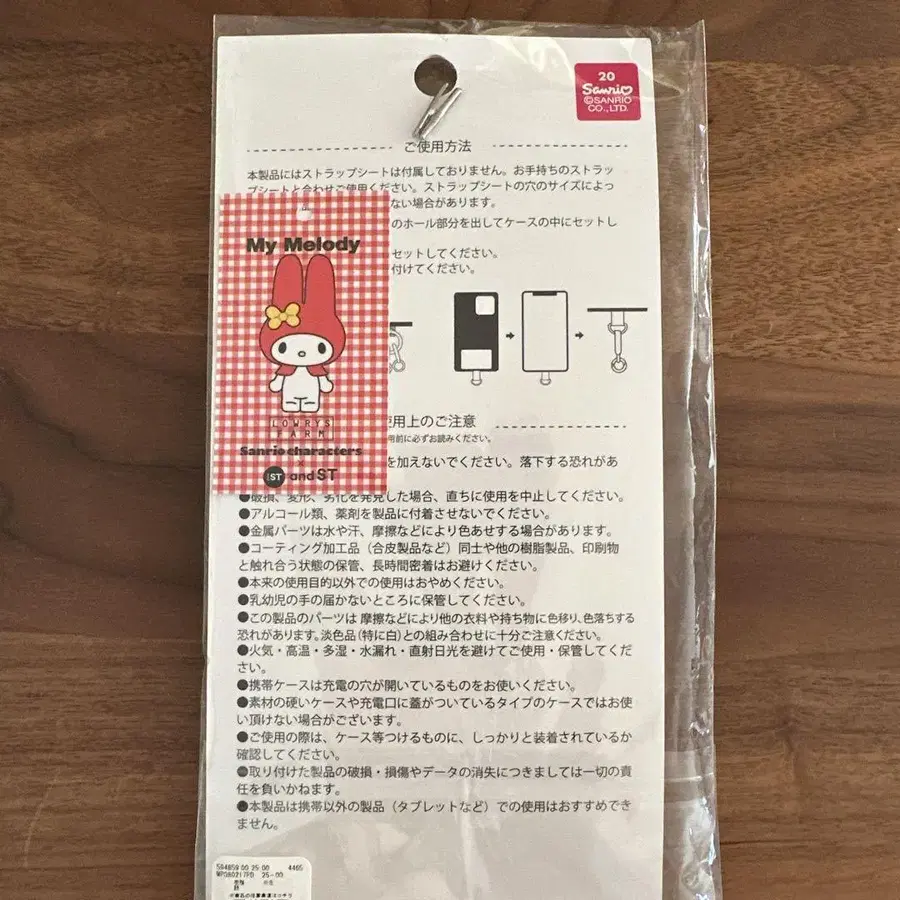 20
Sanrio
©SANRIO
CO.,LTD.
ご使用方法
本製品にはストラップシートは付属しておりません。お手持ちのストラッ
プシートと合わせご使用ください。ストラップシートの穴のサイズによっ
ない場合があります。
のホール部分を出してケースの中にセットし
セットしてください。
付けてください。
My Melody
LOWRYS
FARM
Sanrio characters
×
.ST and ST
使用上のご注意
用前に必ずお読みください。
を加えないでください。落下する恐れがあ
●破損、変形、劣化を発見した場合、直ちに使用を中止してください。
●アルコール類、薬剤を製品に付着させないでください。
●金属パーツは水や汗、摩擦などにより色あせする場合があります。
●コーティング加工品（合皮製品など）同士や他の樹脂製品、印刷物
と触れ合う状態の保管、長時間密着はお避けください。
●本来の使用目的以外での使用はおやめください。
●乳幼児の手の届かないところに保管してください。
●この製品のパーツは 摩擦などにより他の衣料や持ち物に色移り、色落ちする
恐れがあります。淡色品（特に白）との組み合わせに十分ご注意ください。
●火気・高温・多湿・水漏れ・直射日光を避けてご使用・保管してくだ
さい。
●携帯ケースは充電の穴が開いているものをお使いください。
●素材の硬いケースや充電口に蓋がついているタイプのケースではお使
い頂けない場合がございます。
●ご使用の際は、ケース等つけるものに、しっかりと装着されているか
確認してください。
●取り付けた製品の破損・損傷やデータの消失につきましては一切の責
任を負いかねます。
●本製品は携帯以外の製品（タブレットなど）での使用はおすすめでき
ません。
594859 00 25-00 4465
25-00